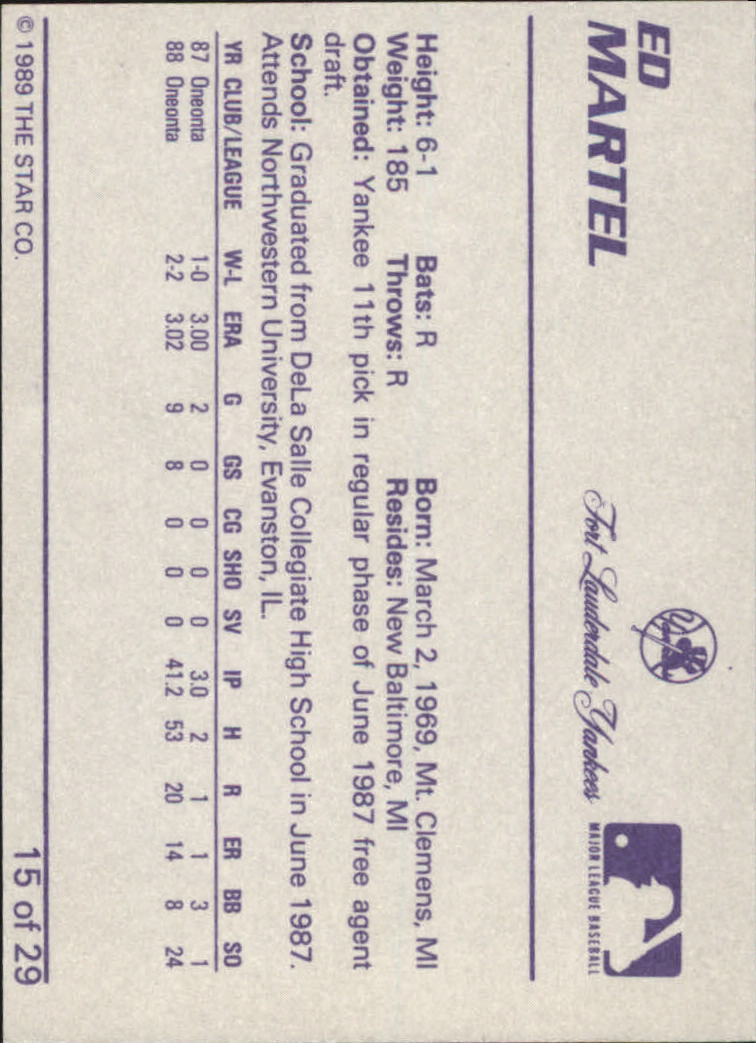 ED
MARTEL
Fort Lauderdale Yankees
MAJOR LEAGUE BASEBALL
Height: 6-1 Bats: R Born: March 2, 1969, Mt. Clemens, MI
Weight: 185 Throws: R Resides: New Baltimore, MI
Obtained: Yankee 11th pick in regular phase of June 1987 free agent
draft.
School: Graduated from DeLa Salle Collegiate High School in June 1987.
Attends Northwestern University, Evanston, IL.
YR CLUB/LEAGUE W-L ERA G GS CG SHO SV IP H R ER BB SO
87 Oneonta 1-0 3.00 2 0 0 0 0 3.0 2 1 1 3 1
88 Oneonta 2-2 3.02 9 8 0 0 0 41.2 53 20 14 8 24
© 1989 THE STAR CO. 15 of 29